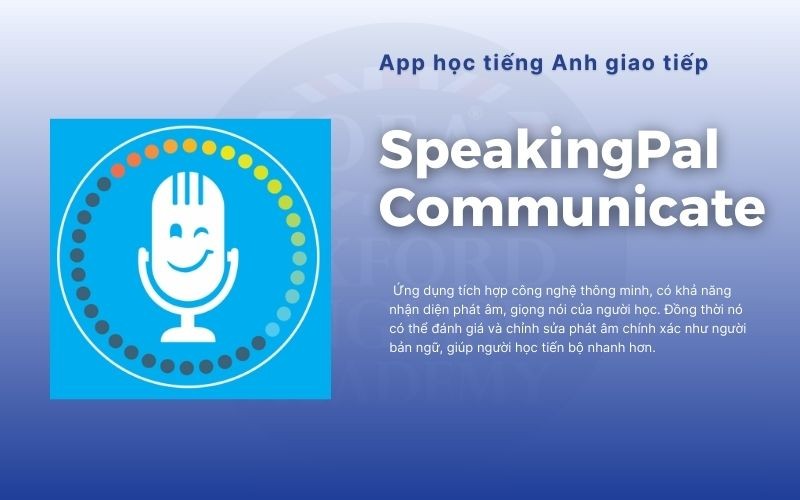 App học tiếng Anh giao tiếp
SpeakingPal
Communicate
Ứng dụng tích hợp công nghệ thông minh, có khả năng
nhận diện phát âm, giọng nói của người học. Đồng thời nó
có thể đánh giá và chỉnh sửa phát âm chính xác như người
bản ngữ, giúp người học tiến bộ nhanh hơn.